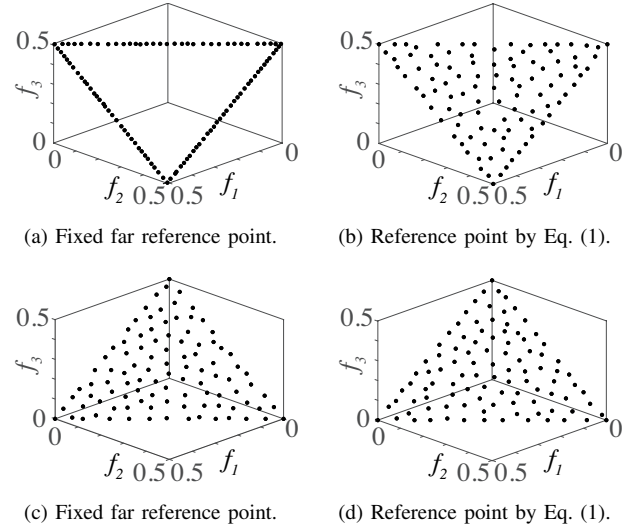 0.5
0.5
f3
f3
0
0
0
0
0
0
f2
0.5
0.5
f1
f2
0.5
0.5
f1
(a) Fixed far reference point.
(b) Reference point by Eq. (1).
0.5
0.5
f3
f3
0
0
0
0
0
0
f2
0.5
0.5
f1
f2
0.5
0.5
f1
(c) Fixed far reference point.
(d) Reference point by Eq. (1).